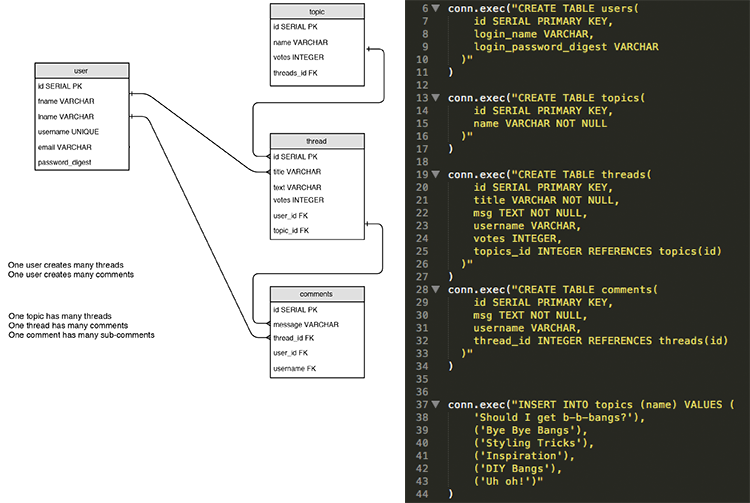 topic
id SERIAL PK
name VARCHAR
votes INTEGER
threads_id FK
user
id SERIAL PK
fname VARCHAR
lname VARCHAR
username UNIQUE
email VARCHAR
password_digest
thread
id SERIAL PK
title VARCHAR
text VARCHAR
votes INTEGER
user_id FK
topic_id FK
One user creates many threads
One user creates many comments
One topic has many threads
One thread has many comments
One comment has many sub-comments
comments
id SERIAL PK
message VARCHAR
thread_id FK
user_id FK
username FK
6 conn.exec("CREATE TABLE users(
7 id SERIAL PRIMARY KEY,
8 login_name VARCHAR,
9 login_password_digest VARCHAR
10 )"
11 )
12
13 conn.exec("CREATE TABLE topics(
14 id SERIAL PRIMARY KEY,
15 name VARCHAR NOT NULL
16 )"
17 )
18
19 conn.exec("CREATE TABLE threads(
20 id SERIAL PRIMARY KEY,
21 title VARCHAR NOT NULL,
22 msg TEXT NOT NULL,
23 username VARCHAR,
24 votes INTEGER,
25 topics_id INTEGER REFERENCES topics(id)
26 )"
27 )
28 conn.exec("CREATE TABLE comments(
29 id SERIAL PRIMARY KEY,
30 msg TEXT NOT NULL,
31 username VARCHAR,
32 thread_id INTEGER REFERENCES threads(id)
33 )"
34 )
35
36
37 conn.exec("INSERT INTO topics (name) VALUES (
38 'Should I get b-b-bangs?'),
39 ('Bye Bye Bangs'),
40 ('Styling Tricks'),
41 ('Inspiration'),
42 ('DIY Bangs'),
43 ('Uh oh!')"
44 )